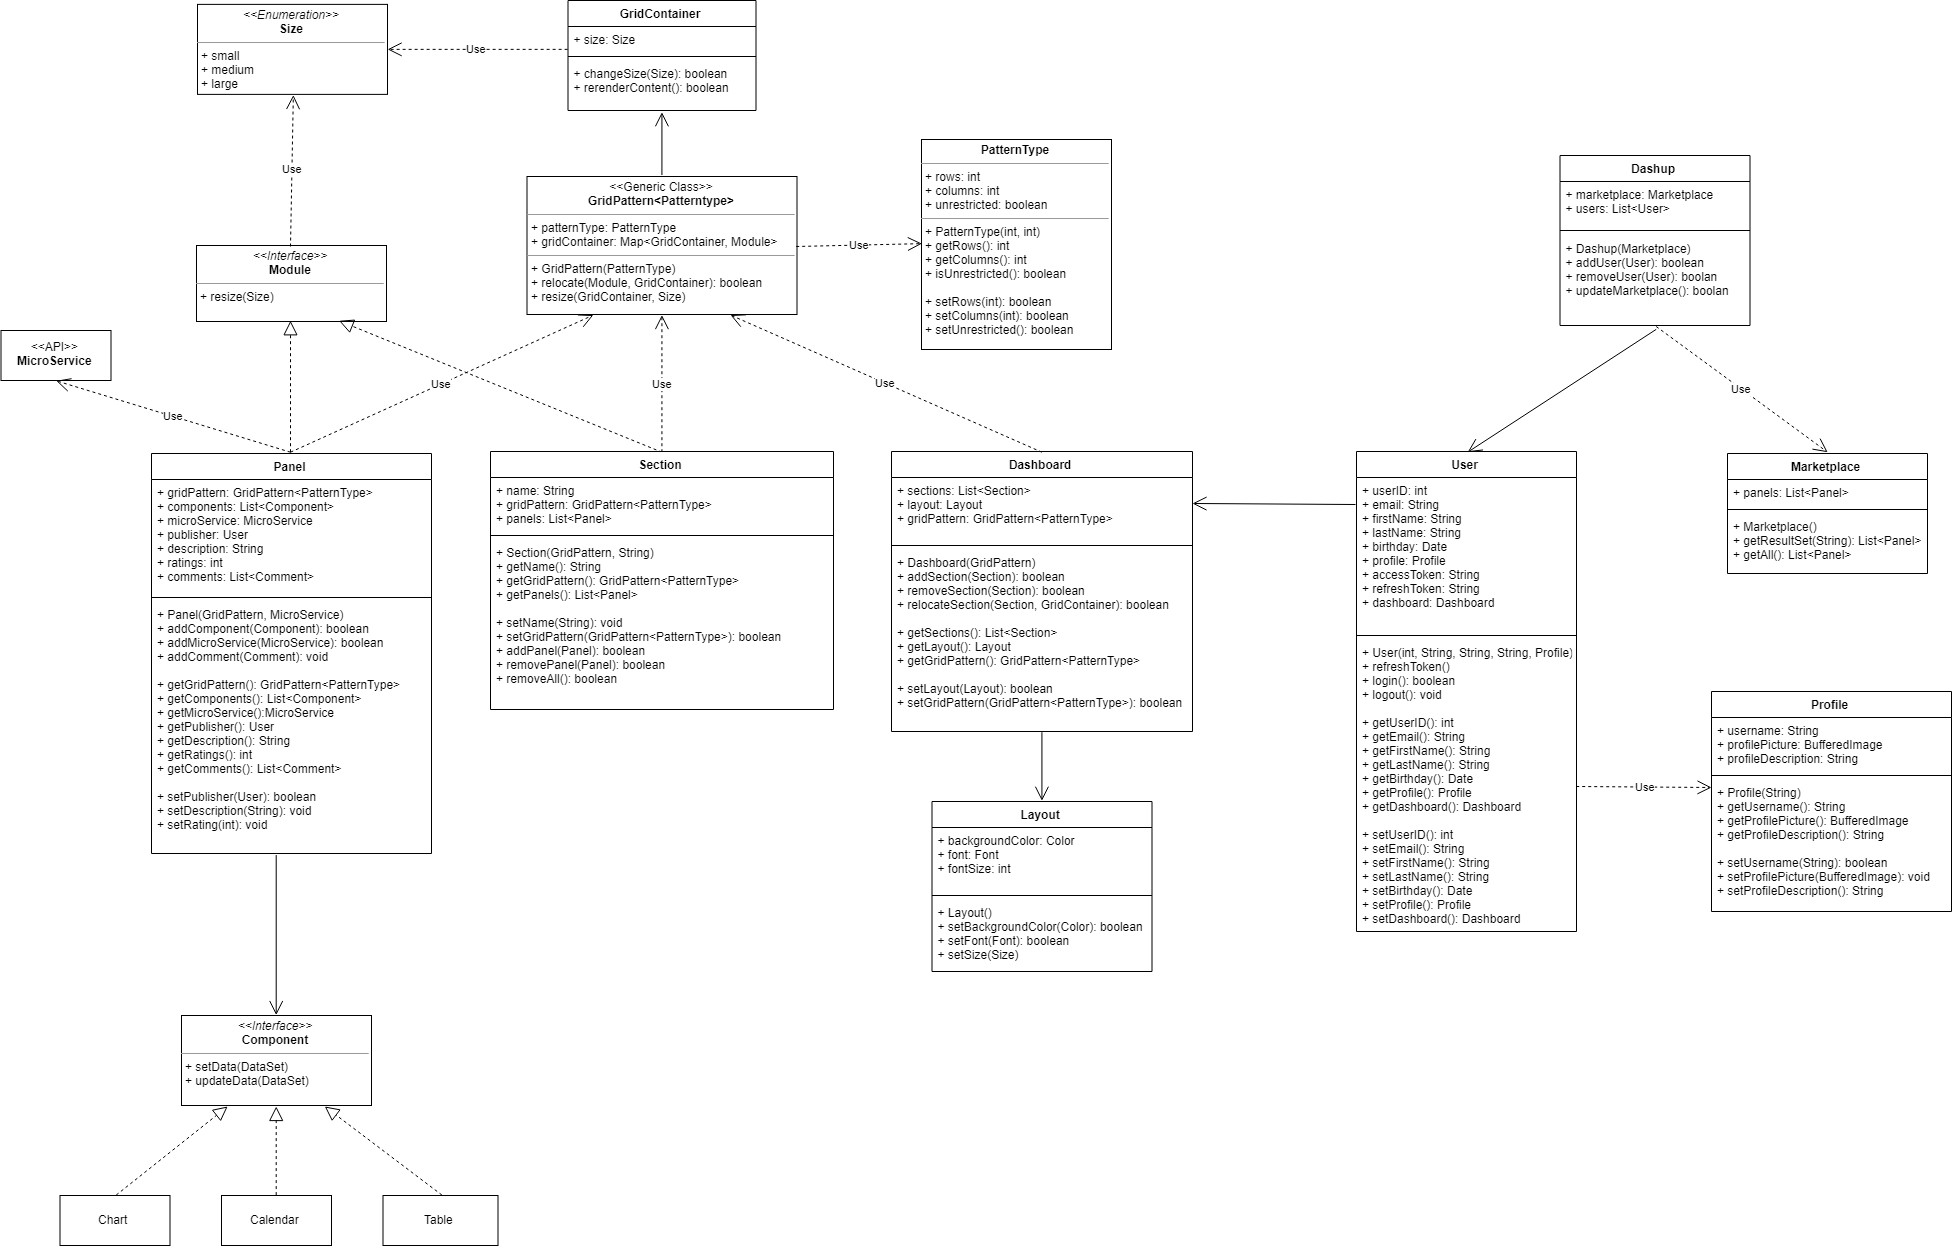 <<Enumeration>>
Size
+ small
+ medium
+ large
Use
GridContainer
+ size: Size
+ changeSize(Size): boolean
+ rerenderContent(): boolean
Use
<<Interface>>
Module
+ resize(Size)
<<Generic Class>>
GridPattern<Patterntype>
+ patternType: PatternType
+ gridContainer: Map<GridContainer, Module>
+ GridPattern(PatternType)
+ relocate(Module, GridContainer): boolean
+ resize(GridContainer, Size)
Use
PatternType
+ rows: int
+ columns: int
+ unrestricted: boolean
+ PatternType(int, int)
+ getRows(): int
+ getColumns(): int
+ isUnrestricted(): boolean
+ setRows(int): boolean
+ setColumns(int): boolean
+ setUnrestricted(): boolean
Dashup
+ marketplace: Marketplace
+ users: List<User>
+ Dashup(Marketplace)
+ addUser(User): boolean
+ removeUser(User): boolan
+ updateMarketplace(): boolan
<<API>>
MicroService
Use
Use
Use
Use
Use
Panel
+ gridPattern: GridPattern<PatternType>
+ components: List<Component>
+ microService: MicroService
+ publisher: User
+ description: String
+ ratings: int
+ comments: List<Comment>
+ Panel(GridPattern, MicroService)
+ addComponent(Component): boolean
+ addMicroService(MicroService): boolean
+ addComment(Comment): void
+ getGridPattern(): GridPattern<PatternType>
+ getComponents(): List<Component>
+ getMicroService():MicroService
+ getPublisher(): User
+ getDescription(): String
+ getRatings(): int
+ getComments(): List<Comment>
+ setPublisher(User): boolean
+ setDescription(String): void
+ setRating(int): void
Section
+ name: String
+ gridPattern: GridPattern<PatternType>
+ panels: List<Panel>
+ Section(GridPattern, String)
+ getName(): String
+ getGridPattern(): GridPattern<PatternType>
+ getPanels(): List<Panel>
+ setName(String): void
+ setGridPattern(GridPattern<PatternType>): boolean
+ addPanel(Panel): boolean
+ removePanel(Panel): boolean
+ removeAll(): boolean
Dashboard
+ sections: List<Section>
+ layout: Layout
+ gridPattern: GridPattern<PatternType>
+ Dashboard(GridPattern)
+ addSection(Section): boolean
+ removeSection(Section): boolean
+ relocateSection(Section, GridContainer): boolean
+ getSections(): List<Section>
+ getLayout(): Layout
+ getGridPattern(): GridPattern<PatternType>
+ setLayout(Layout): boolean
+ setGridPattern(GridPattern<PatternType>): boolean
User
+ userID: int
+ email: String
+ firstName: String
+ lastName: String
+ birthday: Date
+ profile: Profile
+ accessToken: String
+ refreshToken: String
+ dashboard: Dashboard
+ User(int, String, String, String, Profile)
+ refreshToken()
+ login(): boolean
+ logout(): void
+ getUserID(): int
+ getEmail(): String
+ getFirstName(): String
+ getLastName(): String
+ getBirthday(): Date
+ getProfile(): Profile
+ getDashboard(): Dashboard
+ setUserID(): int
+ setEmail(): String
+ setFirstName(): String
+ setLastName(): String
+ setBirthday(): Date
+ setProfile(): Profile
+ setDashboard(): Dashboard
Marketplace
+ panels: List<Panel>
+ Marketplace()
+ getResultSet(String): List<Panel>
+ getAll(): List<Panel>
Use
Profile
+ username: String
+ profilePicture: BufferedImage
+ profileDescription: String
+ Profile(String)
+ getUsername(): String
+ getProfilePicture(): BufferedImage
+ getProfileDescription(): String
+ setUsername(String): boolean
+ setProfilePicture(BufferedImage): void
+ setProfileDescription(): String
Layout
+ backgroundColor: Color
+ font: Font
+ fontSize: int
+ Layout()
+ setBackgroundColor(Color): boolean
+ setFont(Font): boolean
+ setSize(Size)
<<Interface>>
Component
+ setData(DataSet)
+ updateData(DataSet)
Chart
Calendar
Table